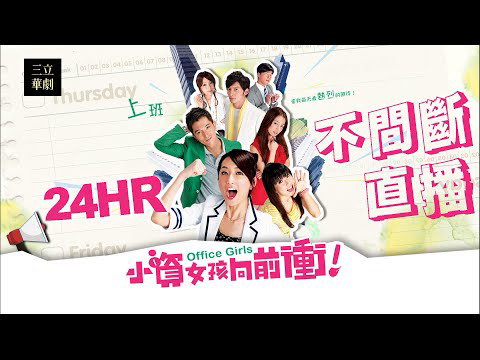 三立
華劇
Thursday
上班
24HR
不間斷
直播
Friday
Office Girls
小資女孩向前衝!